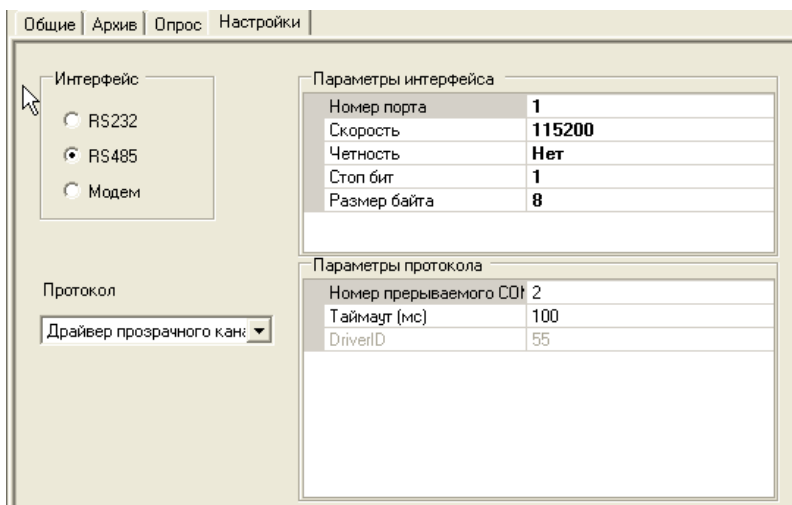 Общие Архив Опрос Настройки
Интерфейс
RS232
RS485
Модем
Протокол
Драйвер прозрачного кана
Параметры интерфейса
Номер порта 1
Скорость 115200
Четность Нет
Стоп бит 1
Размер байта 8
Параметры протокола
Номер прерываемого COM 2
Таймаут (мс) 100
DriverID 55